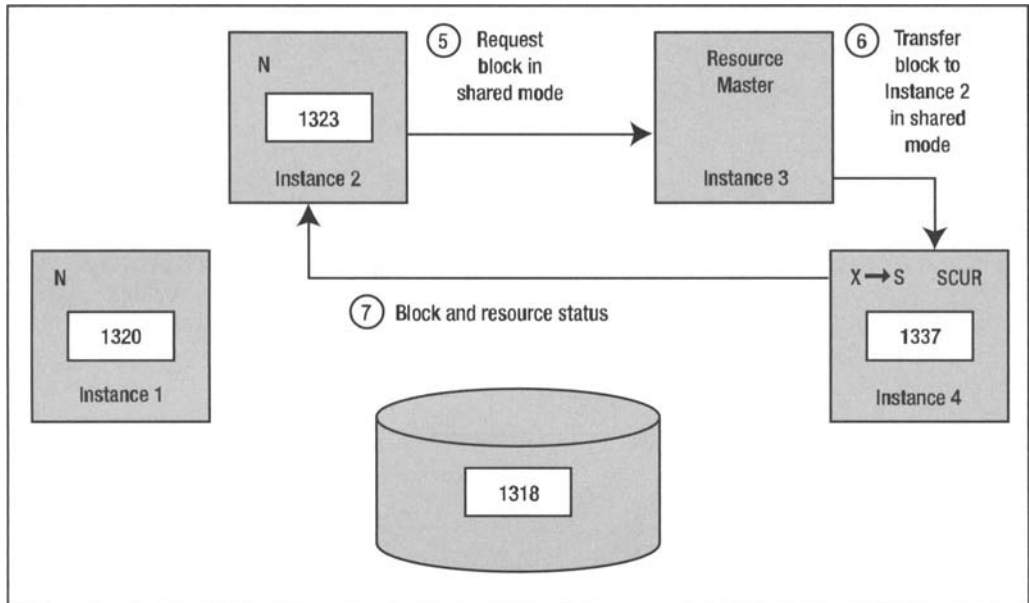 N
1323
Instance 2
5
Request
block in
shared mode
Resource
Master
Instance 3
6
Transfer
block to
Instance 2
in shared
mode
N
1320
Instance 1
7
Block and resource status
X→S SCUR
1337
Instance 4
1318